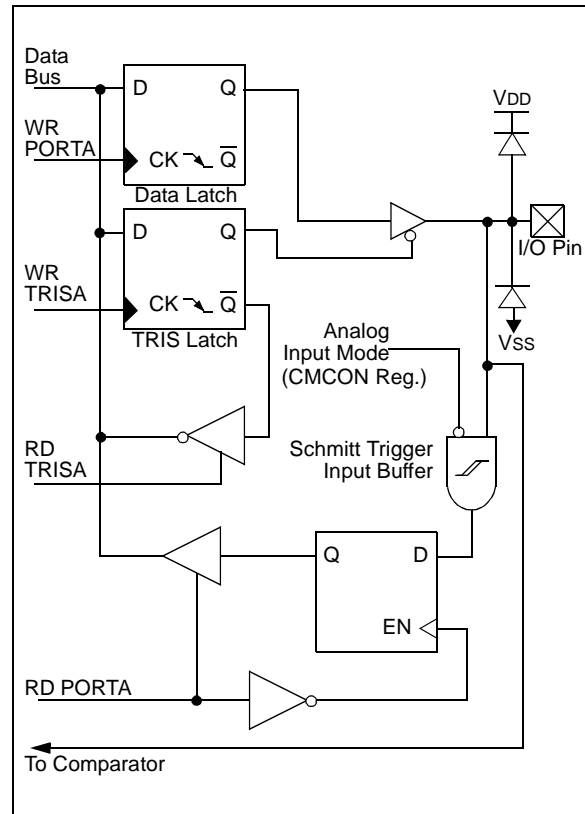 Data
Bus
D Q
VDD
WR
PORTA
CK Q
Data Latch
D Q
I/O Pin
WR
TRISA
CK Q
TRIS Latch
VSS
Analog
Input Mode
(CMCON Reg.)
RD
TRISA
Schmitt Trigger
Input Buffer
Q D
EN
RD PORTA
To Comparator